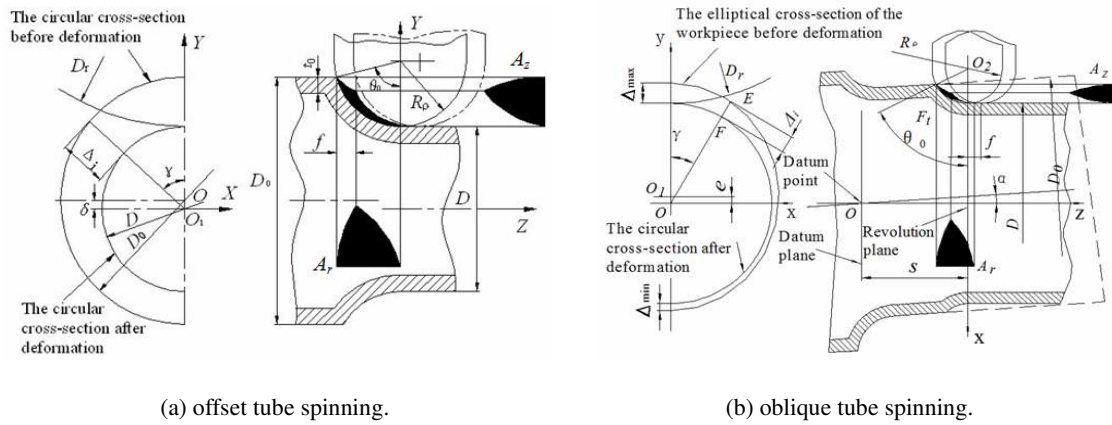 The circular cross-section
before deformation
Y
D_r
Δ_i
γ
X
δ
O
O_1
D
D_0
The circular
cross-section after
deformation
Y
A_z
t_0
θ_0
R_ρ
f
D_0
D
Z
A_r
The elliptical cross-section of the
workpiece before deformation
y
R_ρ
O_2
A_z
Δmax
D_r
E
Δ_i
F
γ
F_t
θ_0
f
Datum
point
α
D_0
O_1
e
O
x
O
z
D
The circular
cross-section after
deformation
Datum
plane
Revolution
plane
s
A_r
Δmin
x
(a) offset tube spinning.
(b) oblique tube spinning.